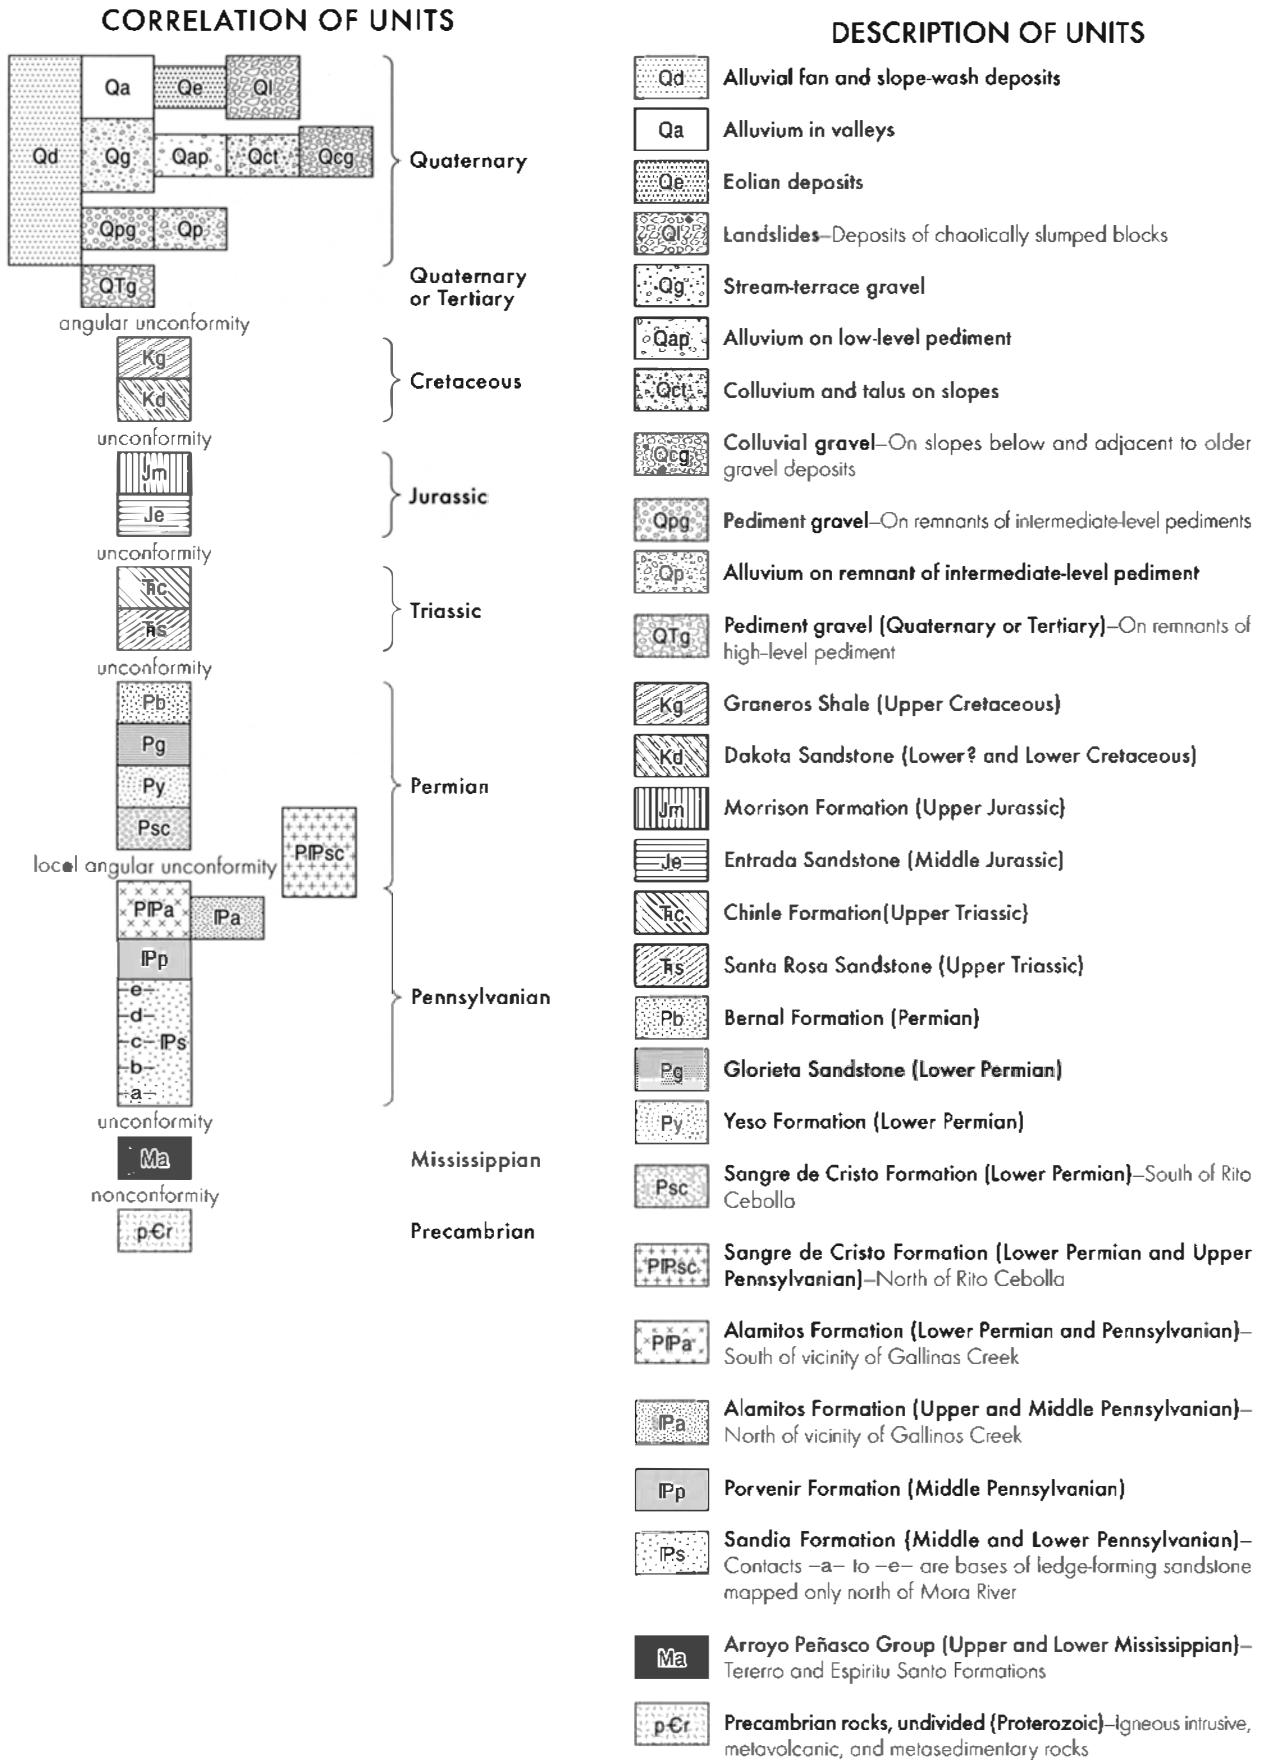 CORRELATION OF UNITS
Qd
Qa
Qe
Ql
Qg
Qap
Qct
Qcg
Qpg
Qp
Quaternary
QTg
Quaternary
or Tertiary
angular unconformity
Kg
Kd
Cretaceous
unconformity
Jm
Je
Jurassic
unconformity
Ꞧc
Ꞧs
Triassic
unconformity
Pb
Pg
Py
Psc
Permian
PℙPsc
local angular unconformity
PℙPa
ℙa
ℙp
-e-
-d-
-c- ℙs
-b-
-a-
Pennsylvanian
unconformity
Ma
Mississippian
nonconformity
p€r
Precambrian
DESCRIPTION OF UNITS
Qd Alluvial fan and slope-wash deposits
Qa Alluvium in valleys
Qe Eolian deposits
Ql Landslides–Deposits of chaotically slumped blocks
Qg Stream-terrace gravel
Qap Alluvium on low-level pediment
Qct Colluvium and talus on slopes
Qcg Colluvial gravel–On slopes below and adjacent to older
gravel deposits
Qpg Pediment gravel–On remnants of intermediate-level pediments
Qp Alluvium on remnant of intermediate-level pediment
QTg Pediment gravel (Quaternary or Tertiary)–On remnants of
high-level pediment
Kg Graneros Shale (Upper Cretaceous)
Kd Dakota Sandstone (Lower? and Lower Cretaceous)
Jm Morrison Formation (Upper Jurassic)
Je Entrada Sandstone (Middle Jurassic)
Ꞧc Chinle Formation(Upper Triassic)
Ꞧs Santa Rosa Sandstone (Upper Triassic)
Pb Bernal Formation (Permian)
Pg Glorieta Sandstone (Lower Permian)
Py Yeso Formation (Lower Permian)
Psc Sangre de Cristo Formation (Lower Permian)–South of Rito
Cebolla
PℙPsc Sangre de Cristo Formation (Lower Permian and Upper
Pennsylvanian)–North of Rito Cebolla
PℙPa Alamitos Formation (Lower Permian and Pennsylvanian)–
South of vicinity of Gallinas Creek
ℙa Alamitos Formation (Upper and Middle Pennsylvanian)–
North of vicinity of Gallinas Creek
ℙp Porvenir Formation (Middle Pennsylvanian)
ℙs Sandia Formation (Middle and Lower Pennsylvanian)–
Contacts –a– to –e– are bases of ledge-forming sandstone
mapped only north of Mora River
Ma Arroyo Peñasco Group (Upper and Lower Mississippian)–
Tererro and Espiritu Santo Formations
p€r Precambrian rocks, undivided (Proterozoic)–Igneous intrusive,
metavolcanic, and metasedimentary rocks